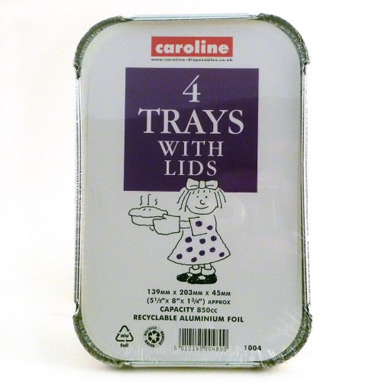 caroline
www.caroline-disposables.co.uk
4
TRAYS
WITH
LIDS
139MM X 203MM X 45MM
(5½"X 8"X 1¾") APPROX
CAPACITY 850cc
RECYCLABLE ALUMINIUM FOIL
1004